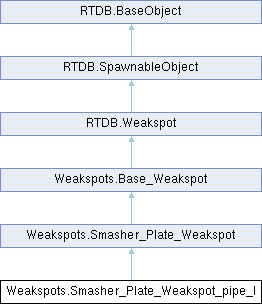 RTDB.BaseObject
RTDB.SpawnableObject
RTDB.Weakspot
Weakspots.Base_Weakspot
Weakspots.Smasher_Plate_Weakspot
Weakspots.Smasher_Plate_Weakspot_pipe_l